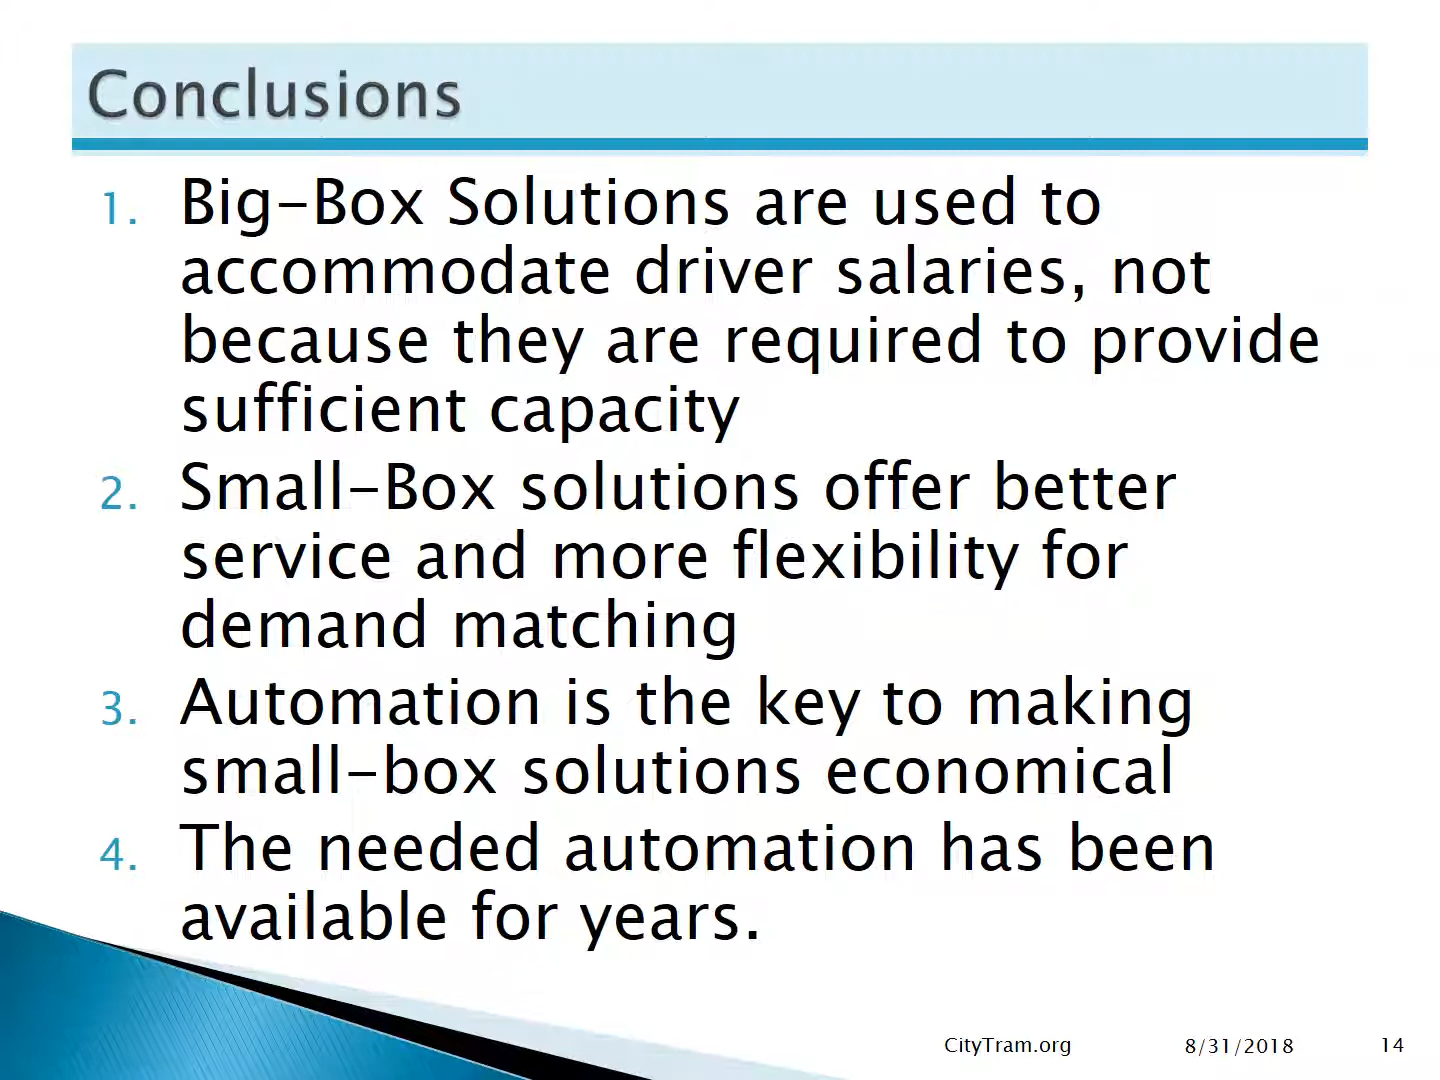 Conclusions
1. Big-Box Solutions are used to
accommodate driver salaries, not
because they are required to provide
sufficient capacity
2. Small-Box solutions offer better
service and more flexibility for
demand matching
3. Automation is the key to making
small-box solutions economical
4. The needed automation has been
available for years.
CityTram.org 8/31/2018 14